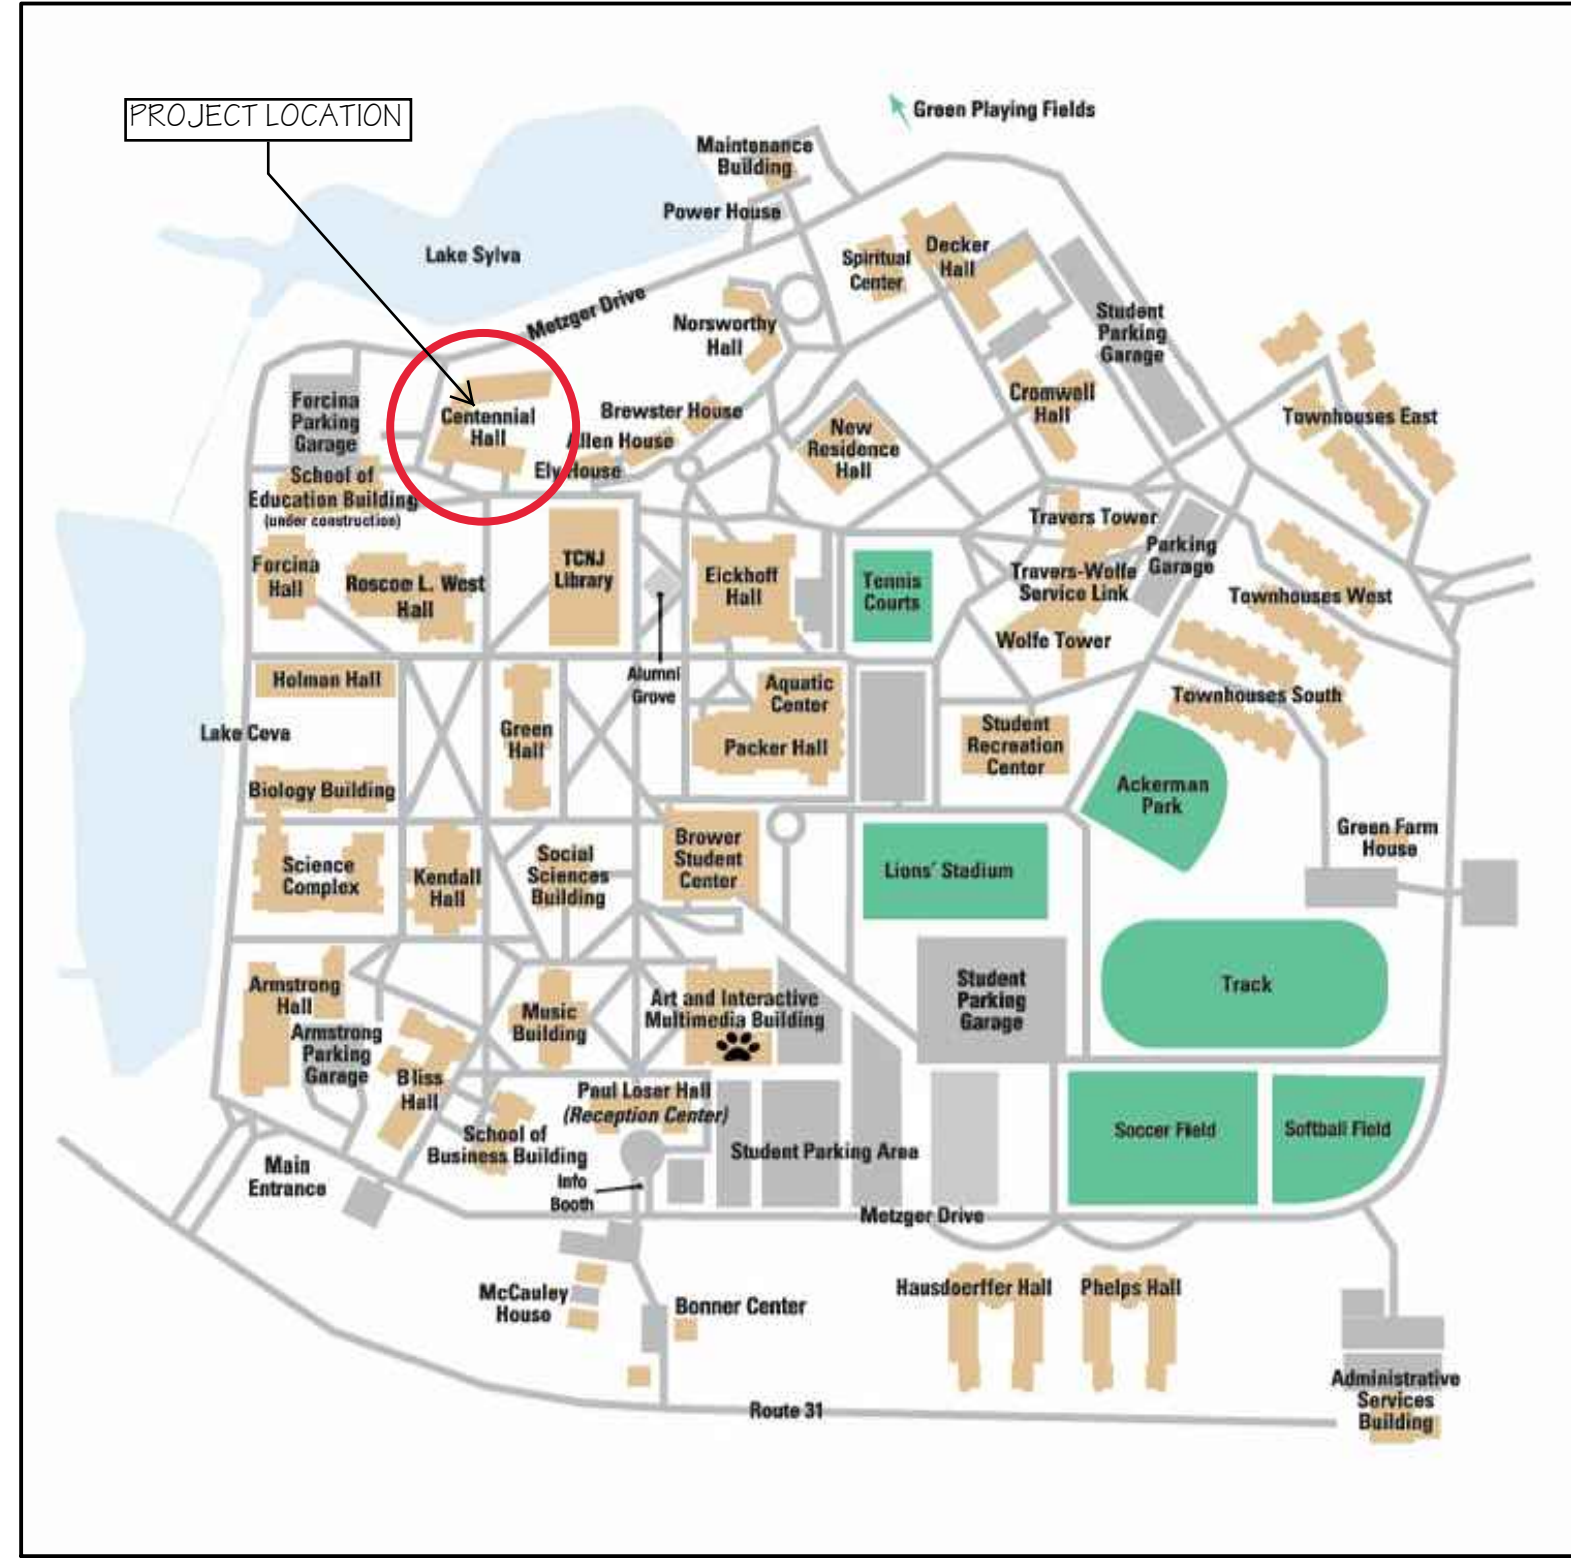 PROJECT LOCATION
Green Playing Fields
Maintenance
Building
Power House
Lake Sylva
Metzger Drive
Spiritual
Center
Decker
Hall
Norsworthy
Hall
Student
Parking
Garage
Forcina
Parking
Garage
Centennial
Hall
Brewster House
Allen House
Ely House
New
Residence
Hall
Cromwell
Hall
Townhouses East
School of
Education Building
(under construction)
Travers Tower
Parking
Garage
Forcina
Hall
Roscoe L. West
Hall
TCNJ
Library
Eickhoff
Hall
Tennis
Courts
Travers-Wolfe
Service Link
Townhouses West
Wolfe Tower
Holman Hall
Alumni
Grove
Aquatic
Center
Townhouses South
Lake Ceva
Green
Hall
Packer Hall
Student
Recreation
Center
Biology Building
Ackerman
Park
Green Farm
House
Science
Complex
Kendall
Hall
Social
Sciences
Building
Brower
Student
Center
Lions' Stadium
Armstrong
Hall
Armstrong
Parking
Garage
Music
Building
Art and Interactive
Multimedia Building
Student
Parking
Garage
Track
Bliss
Hall
Paul Loser Hall
(Reception Center)
School of
Business Building
Student Parking Area
Soccer Field
Softball Field
Main
Entrance
Info
Booth
Metzger Drive
McCauley
House
Bonner Center
Hausdoerffer Hall
Phelps Hall
Administrative
Services
Building
Route 31